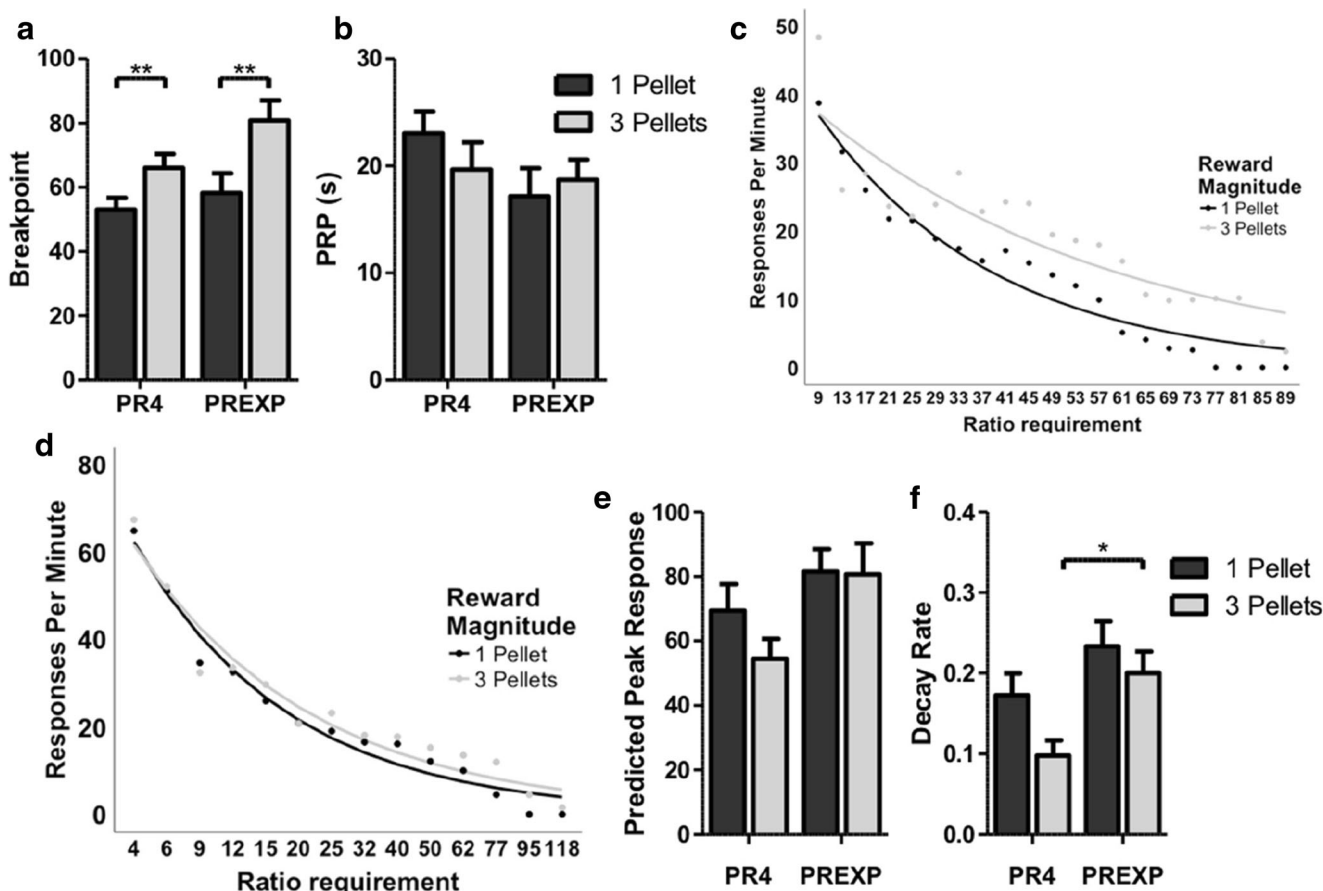 a
100
80
60
40
20
0
Breakpoint
**
**
PR4
PREXP
b
30
20
10
0
PRP (s)
1 Pellet
3 Pellets
PR4
PREXP
c
50
40
30
20
10
0
Responses Per Minute
Reward
Magnitude
1 Pellet
3 Pellets
9 13 17 21 25 29 33 37 41 45 49 53 57 61 65 69 73 77 81 85 89
Ratio requirement
d
80
60
40
20
0
Responses Per Minute
Reward
Magnitude
1 Pellet
3 Pellets
4 6 9 12 15 20 25 32 40 50 62 77 95 118
Ratio requirement
e
100
80
60
40
20
0
Predicted Peak Response
PR4
PREXP
f
0.4
0.3
0.2
0.1
0.0
Decay Rate
*
1 Pellet
3 Pellets
PR4
PREXP